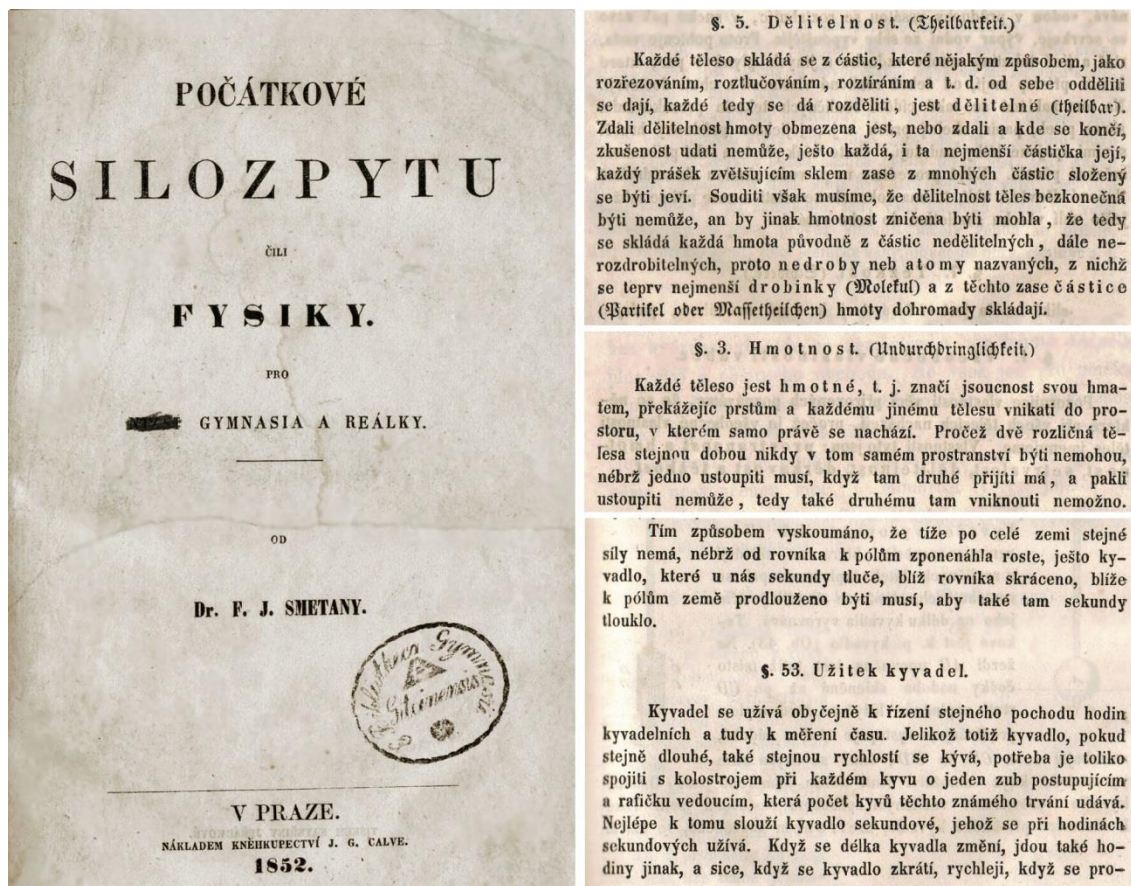 POČÁTKOVÉ
SILOZPYTU
ČILI
FYSIKY.
PRO
GYMNASIA A REÁLKY.
OD
Dr. F. J. SMETANY.
Bibliotheca Gymnasii
Gitčinensis
V PRAZE.
NÁKLADEM KNĚHKUPECTVÍ J. G. CALVE.
1852.
§. 5. Dělitelnost. (Theilbarkeit.)
Každé těleso skládá se z částic, které nějakým způsobem, jako
rozřezováním, roztlučováním, roztíráním a t. d. od sebe odděliti
se dají, každé tedy se dá rozděliti, jest dělitelné (theilbar).
Zdali dělitelnost hmoty obmezena jest, nebo zdali a kde se končí,
zkušenost udati nemůže, ješto každá, i ta nejmenší částička její,
každý prášek zvětšujícím sklem zase z mnohých částic složený
se býti jeví. Souditi však musíme, že dělitelnost těles bezkonečná
býti nemůže, an by jinak hmotnost zničena býti mohla, že tedy
se skládá každá hmota původně z částic nedělitelných, dále ne-
rozdrobitelných, proto nedroby neb atomy nazvaných, z nichž
se teprv nejmenší drobinky (Molekul) a z těchto zase částice
(Partikel oder Massetheilchen) hmoty dohromady skládají.
§. 3. Hmotnost. (Undurchdringlichkeit.)
Každé těleso jest hmotné, t. j. značí jsoucnost svou hma-
tem, překážejíc prstům a každému jinému tělesu vnikati do pro-
storu, v kterém samo právě se nachází. Pročež dvě rozličná tě-
lesa stejnou dobou nikdy v tom samém prostranství býti nemohou,
nébrž jedno ustoupiti musí, když tam druhé přijíti má, a pakli
ustoupiti nemůže, tedy také druhému tam vniknouti nemožno.
Tím způsobem vyskoumáno, že tíže po celé zemi stejné
síly nemá, nébrž od rovníka k pólům zponenáhla roste, ješto ky-
vadlo, které u nás sekundy tluče, blíž rovníka skráceno, blíže
k pólům země prodlouženo býti musí, aby také tam sekundy
tlouklo.
§. 53. Užitek kyvadel.
Kyvadel se užívá obyčejně k řízení stejného pochodu hodin
kyvadelních a tudy k měření času. Jelikož totiž kyvadlo, pokud
stejně dlouhé, také stejnou rychlostí se kývá, potřeba je toliko
spojiti s kolostrojem při každém kyvu o jeden zub postupujícím
a rafičku vedoucím, která počet kyvů těchto známého trvání udává.
Nejlépe k tomu slouží kyvadlo sekundové, jehož se při hodinách
sekundových užívá. Když se délka kyvadla změní, jdou také ho-
diny jinak, a sice, když se kyvadlo zkrátí, rychleji, když se pro-